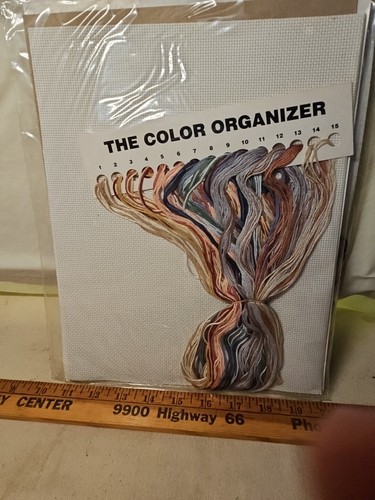 THE COLOR ORGANIZER
1 2 3 4 5 6 7 8 9 10 11 12 13 14 15
CENTER 9900 Highway 66 Pho